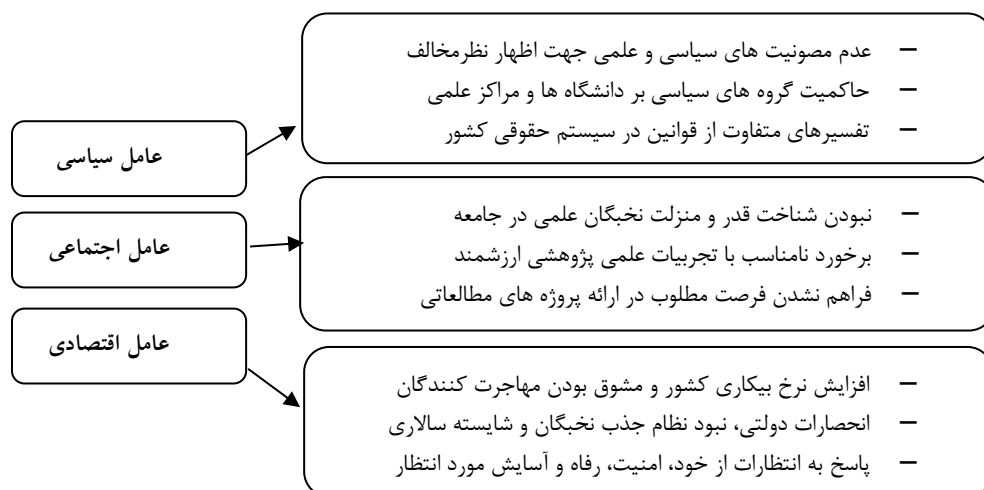 عامل سیاسی
– عدم مصونیت های سیاسی و علمی جهت اظهار نظرمخالف
– حاکمیت گروه های سیاسی بر دانشگاه ها و مراکز علمی
– تفسیرهای متفاوت از قوانین در سیستم حقوقی کشور
عامل اجتماعی
– نبودن شناخت قدر و منزلت نخبگان علمی در جامعه
– برخورد نامناسب با تجربیات علمی پژوهشی ارزشمند
– فراهم نشدن فرصت مطلوب در ارائه پروژه های مطالعاتی
عامل اقتصادی
– افزایش نرخ بیکاری کشور و مشوق بودن مهاجرت کنندگان
– انحصارات دولتی، نبود نظام جذب نخبگان و شایسته سالاری
– پاسخ به انتظارات از خود، امنیت، رفاه و آسایش مورد انتظار